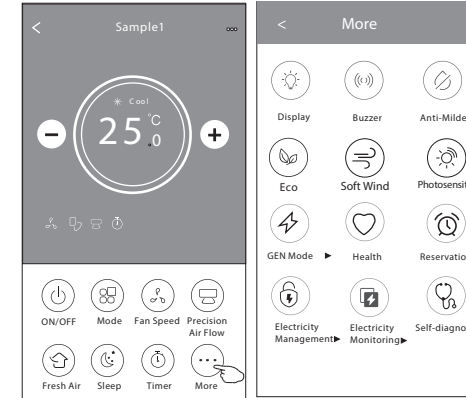 Sample1
Cool
25.0 °C
ON/OFF
Mode
Fan Speed
Precision
Air Flow
Fresh Air
Sleep
Timer
More
More
Display
Buzzer
Anti-Milde
Eco
Soft Wind
Photosensit
GEN Mode
Health
Reservation
Electricity
Management
Electricity
Monitoring
Self-diagno